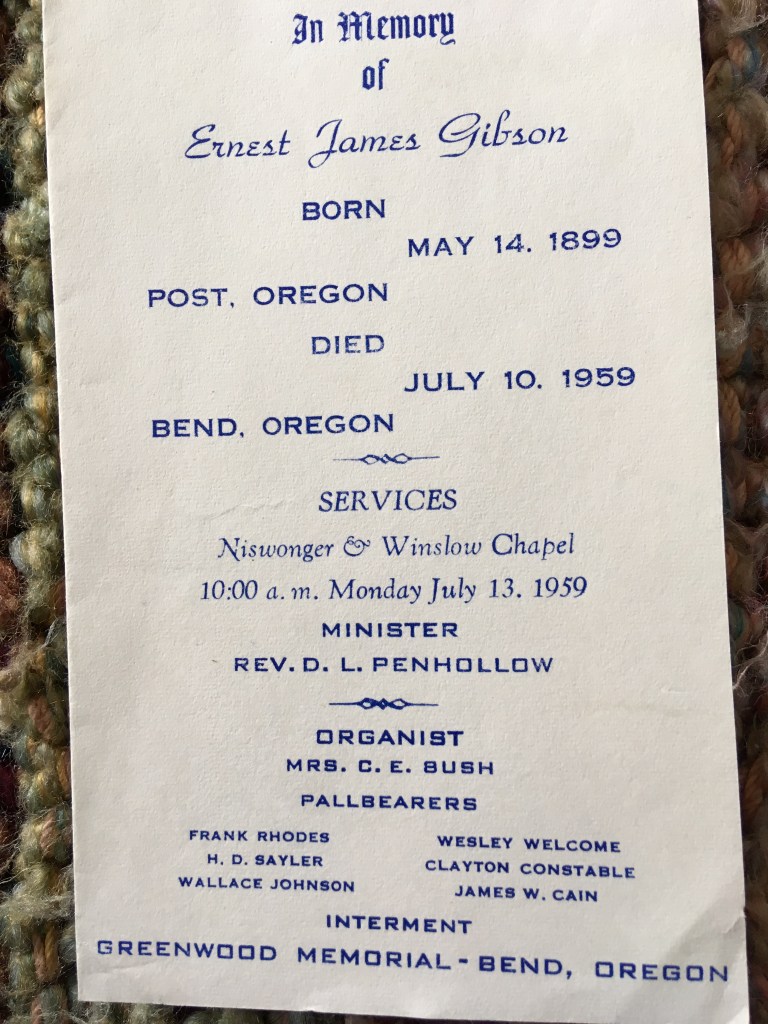 In Memory
of
Ernest James Gibson
BORN
MAY 14. 1899
POST, OREGON
DIED
JULY 10. 1959
BEND, OREGON
SERVICES
Niswonger & Winslow Chapel
10:00 a. m. Monday July 13. 1959
MINISTER
REV. D. L. PENHOLLOW
ORGANIST
MRS. C. E. BUSH
PALLBEARERS
FRANK RHODES WESLEY WELCOME
H. D. SAYLER CLAYTON CONSTABLE
WALLACE JOHNSON JAMES W. CAIN
INTERMENT
GREENWOOD MEMORIAL - BEND, OREGON